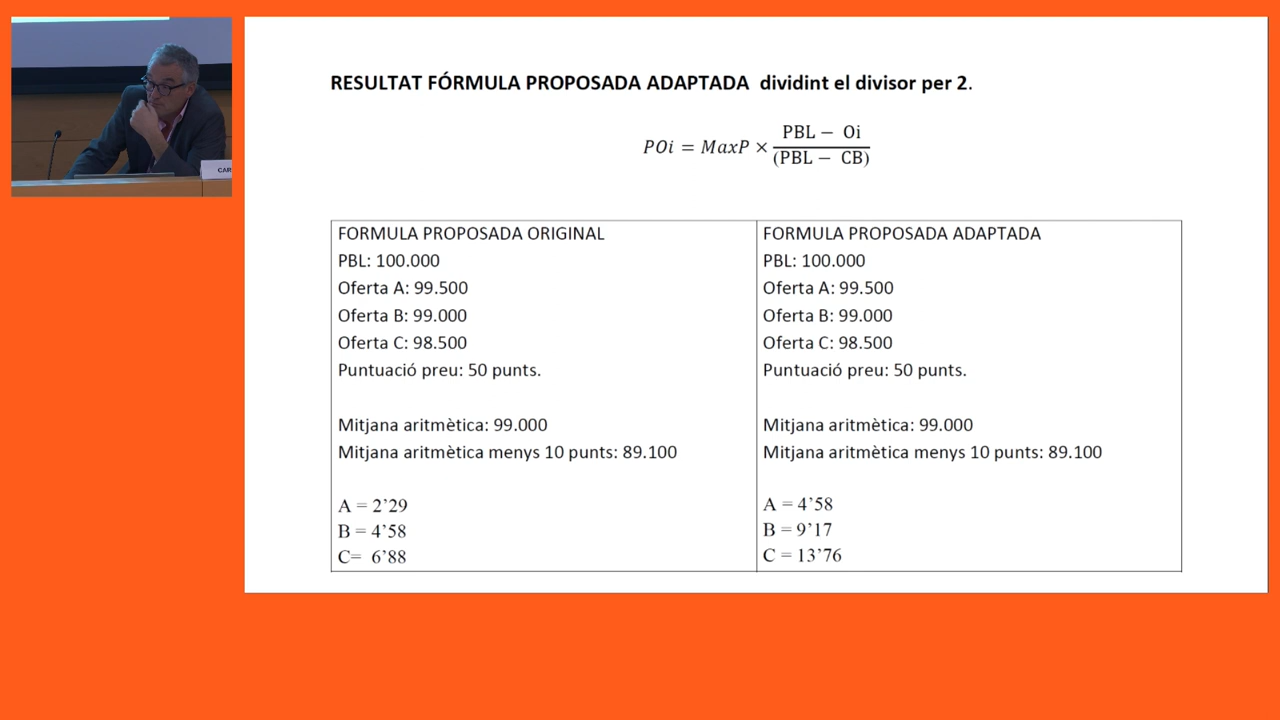 RESULTAT FÓRMULA PROPOSADA ADAPTADA dividint el divisor per 2.
POi = MaxP × (PBL − Oi) / (PBL − CB)
FORMULA PROPOSADA ORIGINAL
PBL: 100.000
Oferta A: 99.500
Oferta B: 99.000
Oferta C: 98.500
Puntuació preu: 50 punts.
Mitjana aritmètica: 99.000
Mitjana aritmètica menys 10 punts: 89.100
A = 2’29
B = 4’58
C= 6’88
FORMULA PROPOSADA ADAPTADA
PBL: 100.000
Oferta A: 99.500
Oferta B: 99.000
Oferta C: 98.500
Puntuació preu: 50 punts.
Mitjana aritmètica: 99.000
Mitjana aritmètica menys 10 punts: 89.100
A = 4’58
B = 9’17
C = 13’76
CAR